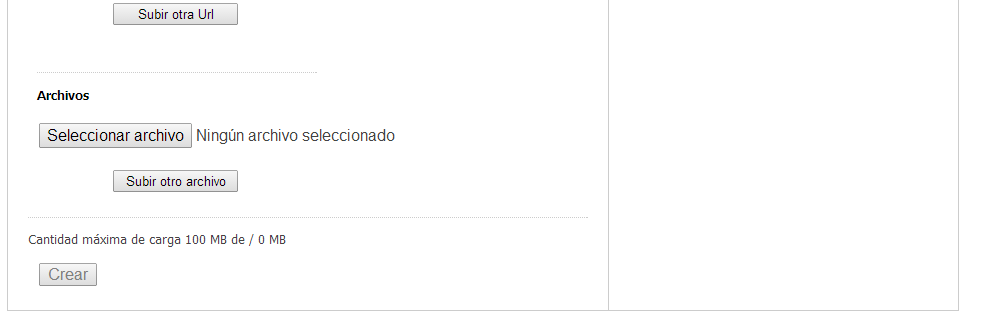 Subir otra Url
Archivos
Seleccionar archivo Ningún archivo seleccionado
Subir otro archivo
Cantidad máxima de carga 100 MB de / 0 MB
Crear